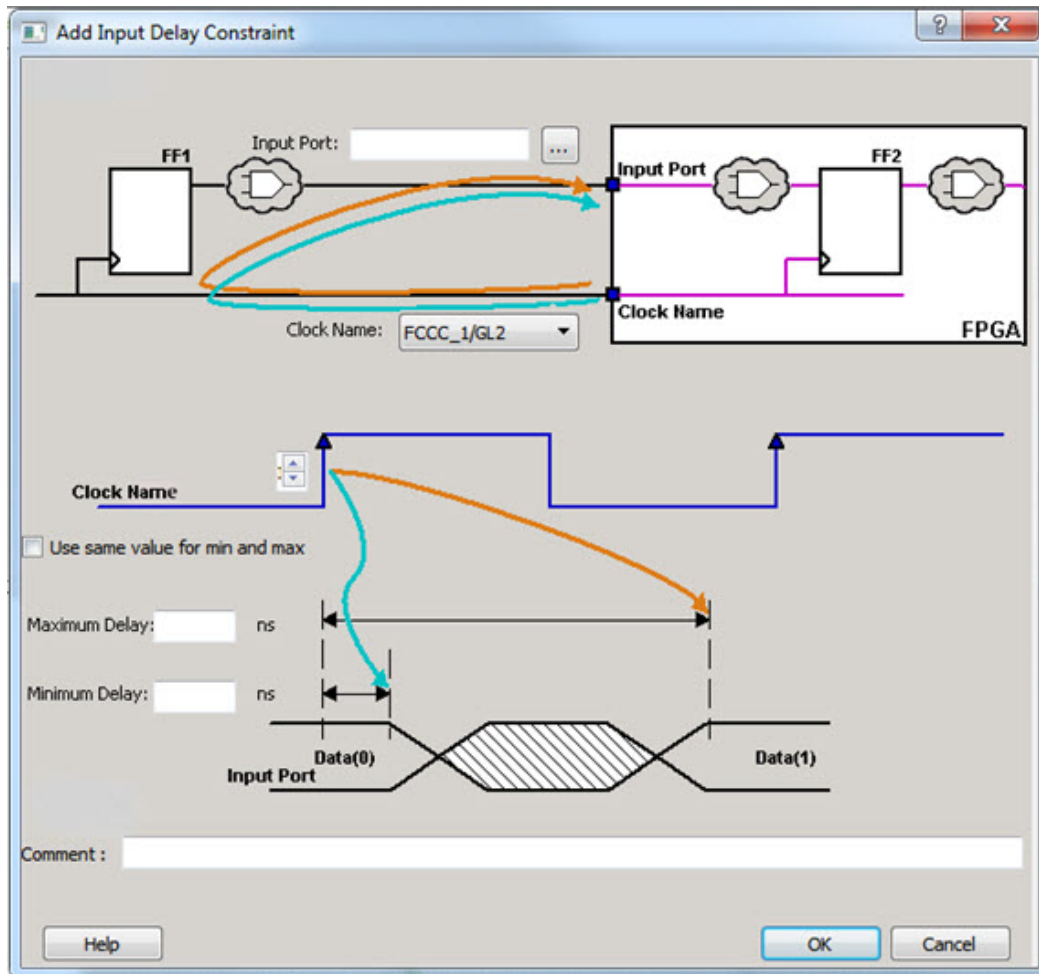 Add Input Delay Constraint
Input Port:
...
FF1
Input Port
FF2
Clock Name
Clock Name:
FCCC_1/GL2
FPGA
Clock Name
Use same value for min and max
Maximum Delay:
ns
Minimum Delay:
ns
Data(0)
Data(1)
Input Port
Comment :
Help
OK
Cancel